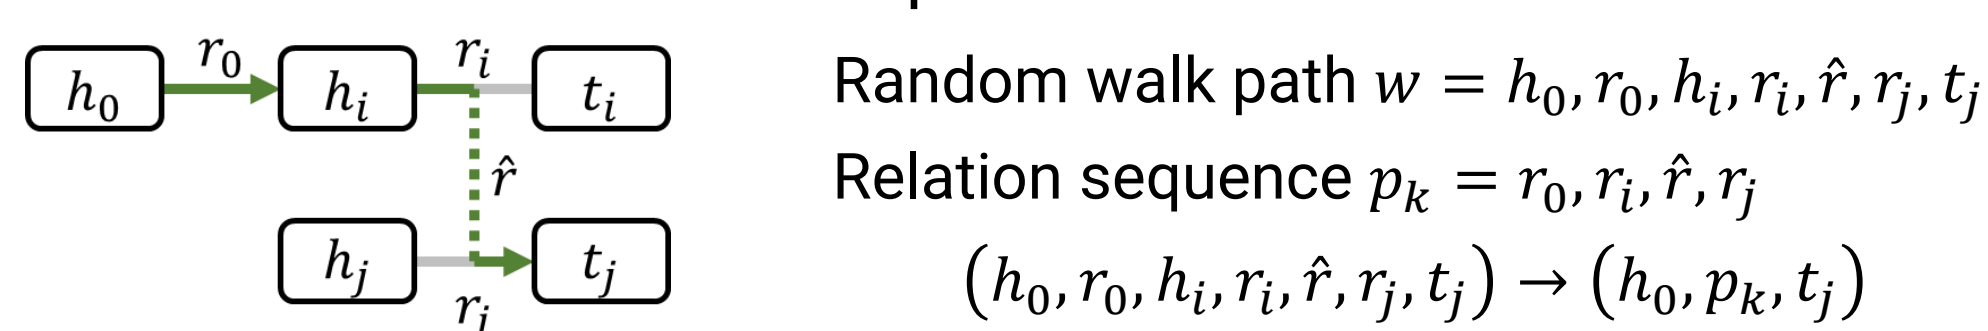 h₀ r₀ hᵢ rᵢ tᵢ
r̂
hⱼ rⱼ tⱼ
Random walk path w = h₀, r₀, hᵢ, rᵢ, r̂, rⱼ, tⱼ
Relation sequence pₖ = r₀, rᵢ, r̂, rⱼ
(h₀, r₀, hᵢ, rᵢ, r̂, rⱼ, tⱼ) → (h₀, pₖ, tⱼ)